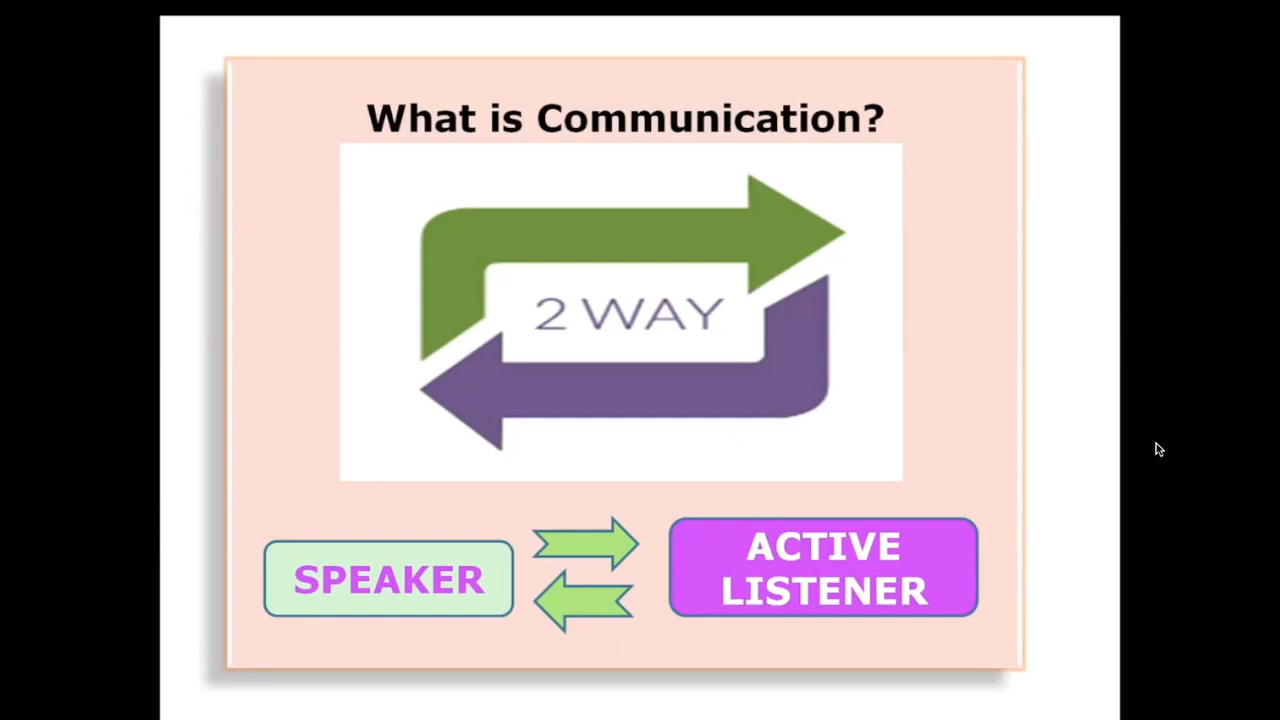 What is Communication?
2 WAY
SPEAKER
ACTIVE
LISTENER